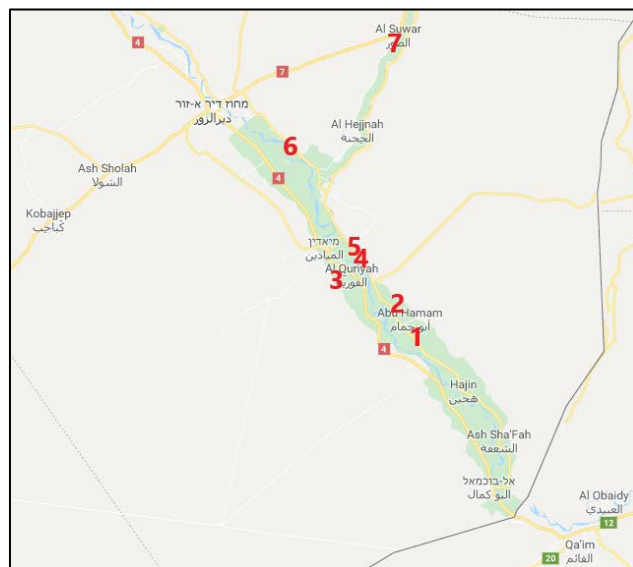 Al Suwar
الصور
7
4
7
מחוז דיר א-זור
ديرالزور
Al Hejjnah
الحجنة
6
Ash Sholah
الشولا
4
Kobajjep
كباجب
מיאדין
الميادين
5
4
Al Quriyah
القورية
3
2
Abu Hamam
أبو حمام
1
4
Hajin
هجين
Ash Sha'Fah
الشعفة
אל-בוכמאל
البو كمال
Al Obaidy
العبيدي
12
Qa'im
القائم
20